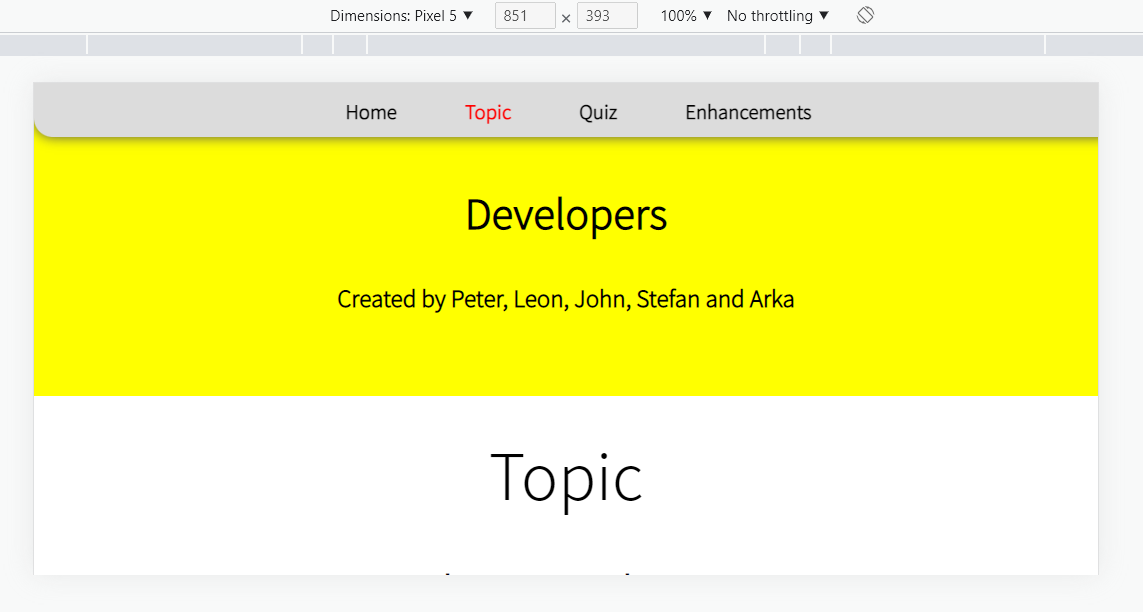 Dimensions: Pixel 5 ▼ 851 × 393 100% ▼ No throttling ▼
Home Topic Quiz Enhancements
Developers
Created by Peter, Leon, John, Stefan and Arka
Topic